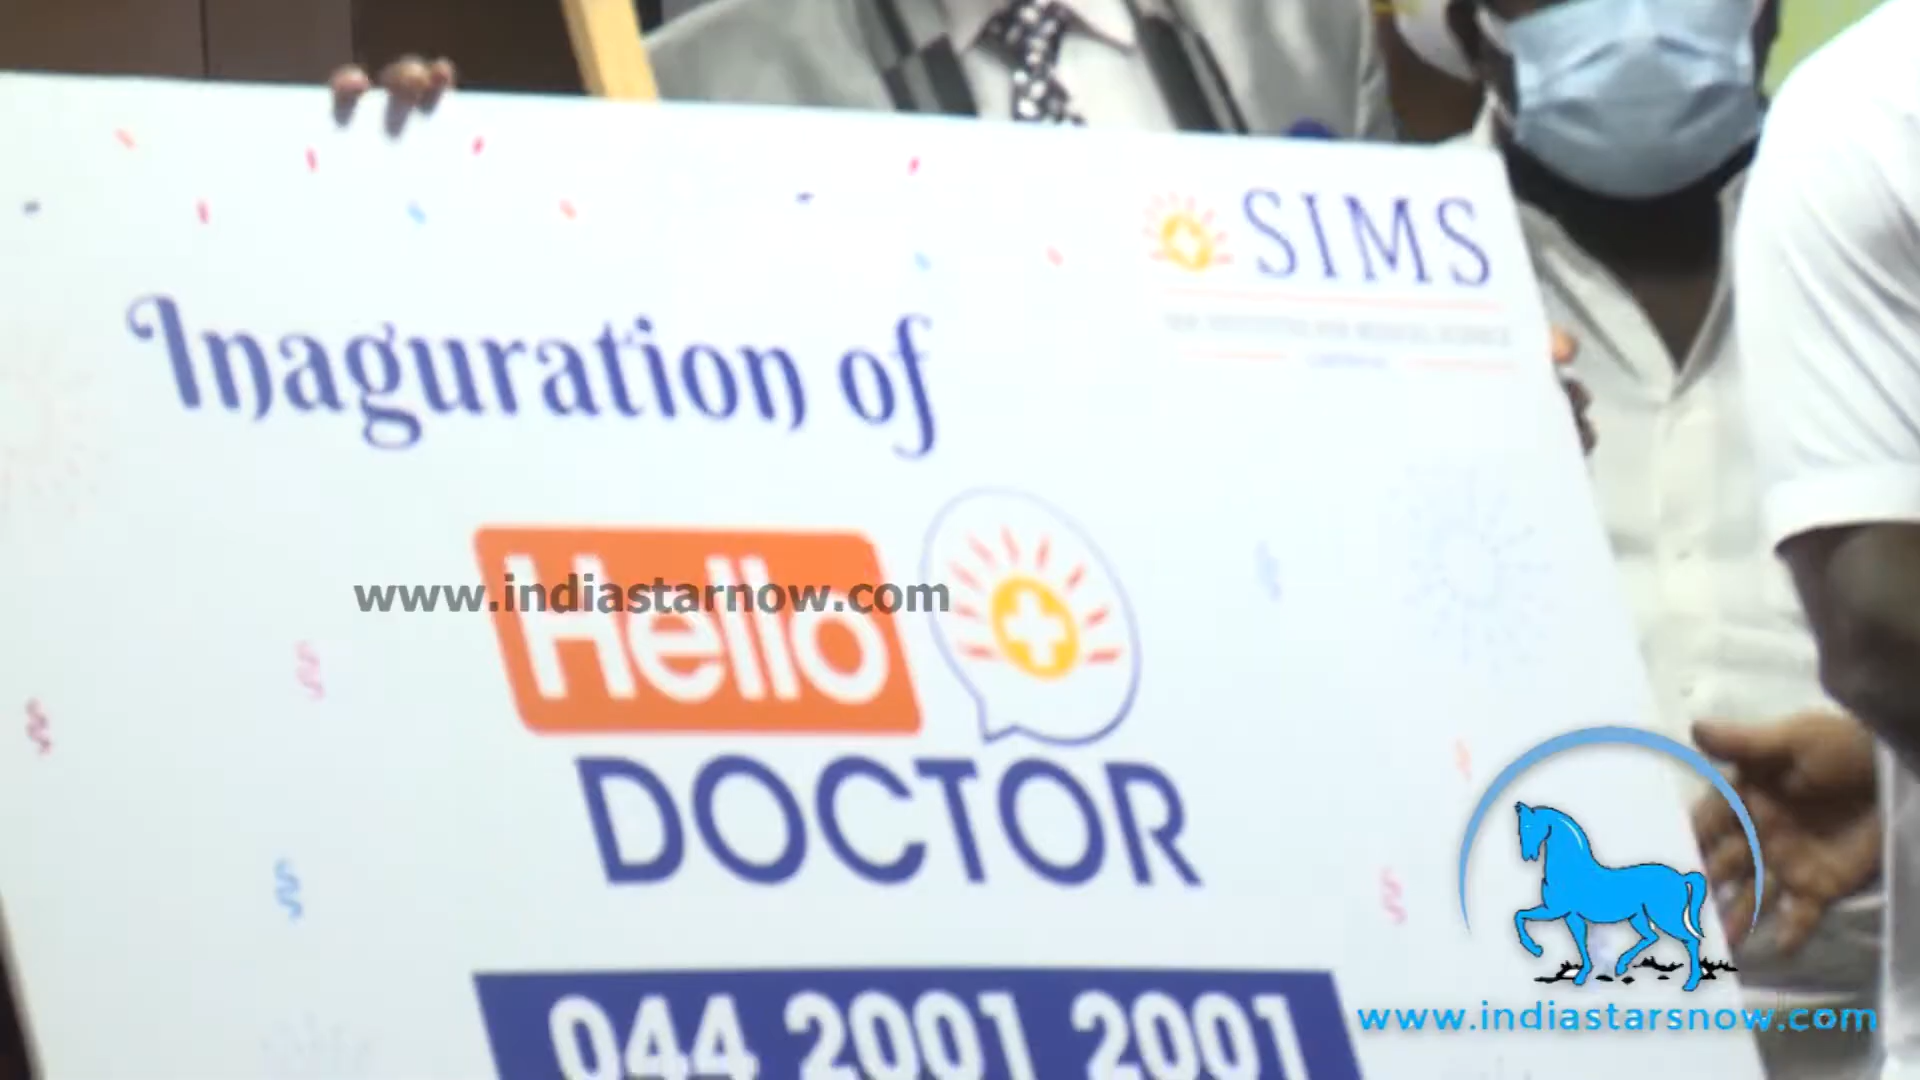 SIMS
Inaguration of
Hello
www.indiastarnow.com
DOCTOR
044 2001 2001
www.indiastarsnow.com